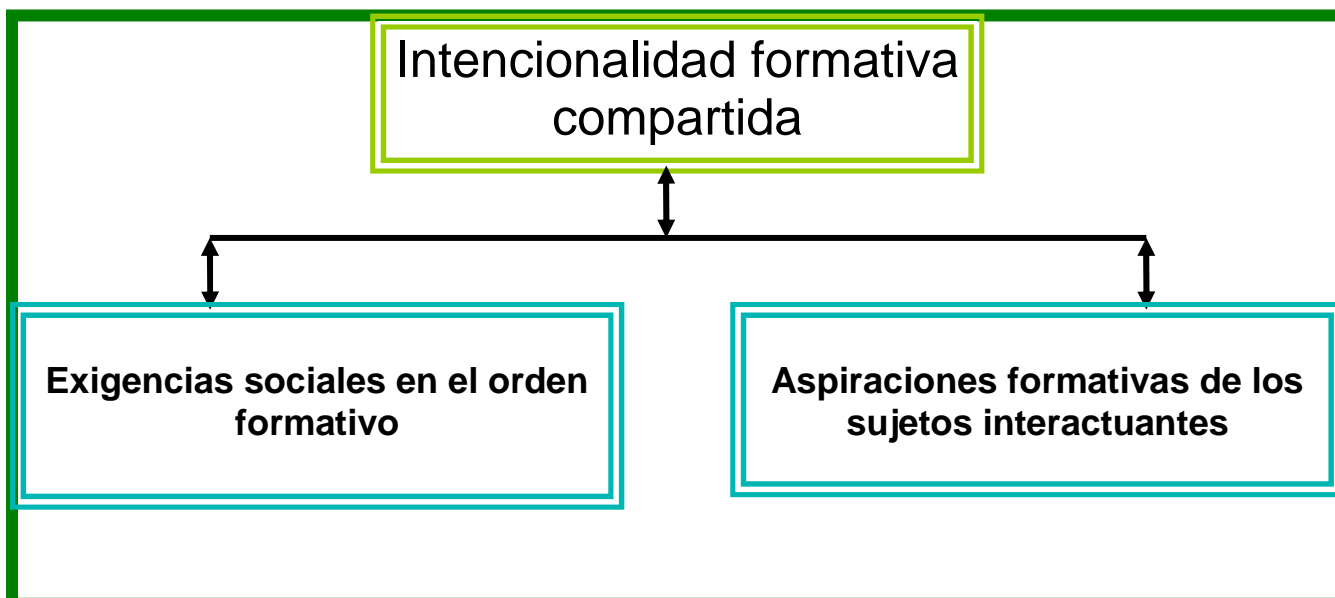 Intencionalidad formativa
compartida
Exigencias sociales en el orden
formativo
Aspiraciones formativas de los
sujetos interactuantes